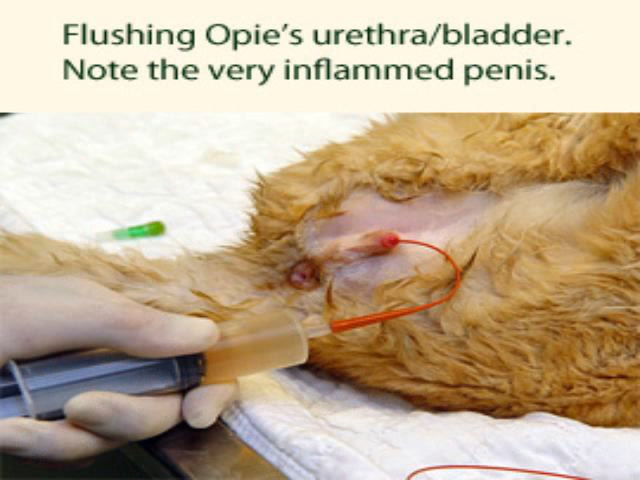 Flushing Opie's urethra/bladder.
Note the very inflammed penis.